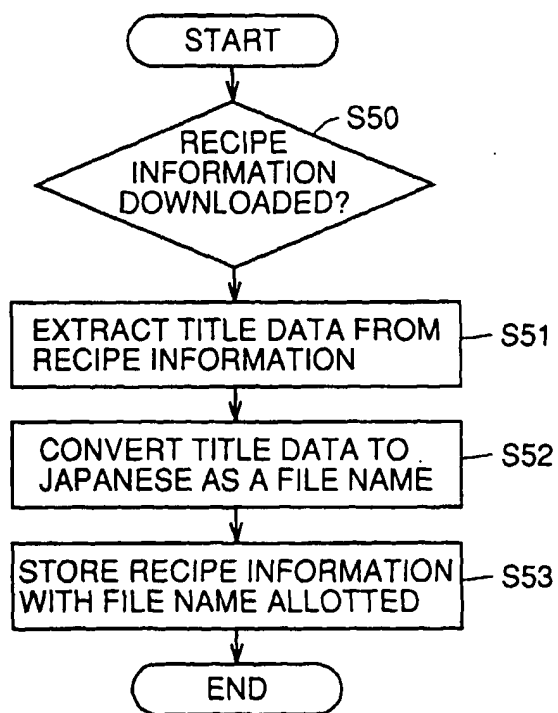 START
S50
RECIPE
INFORMATION
DOWNLOADED?
EXTRACT TITLE DATA FROM
RECIPE INFORMATION
S51
CONVERT TITLE DATA TO
JAPANESE AS A FILE NAME
S52
STORE RECIPE INFORMATION
WITH FILE NAME ALLOTTED
S53
END